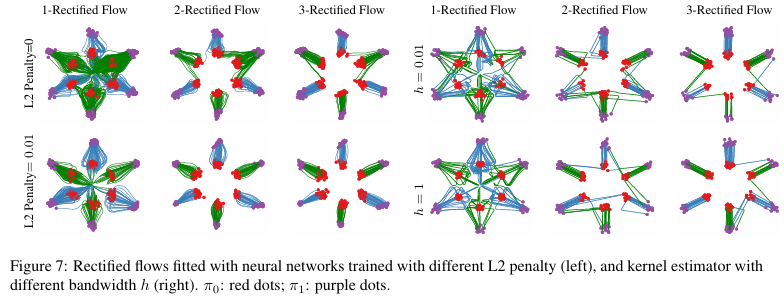 1-Rectified Flow 2-Rectified Flow 3-Rectified Flow 1-Rectified Flow 2-Rectified Flow 3-Rectified Flow
L2 Penalty=0
h = 0.01
L2 Penalty= 0.01
h = 1
Figure 7: Rectified flows fitted with neural networks trained with different L2 penalty (left), and kernel estimator with
different bandwidth h (right). π₀: red dots; π₁: purple dots.